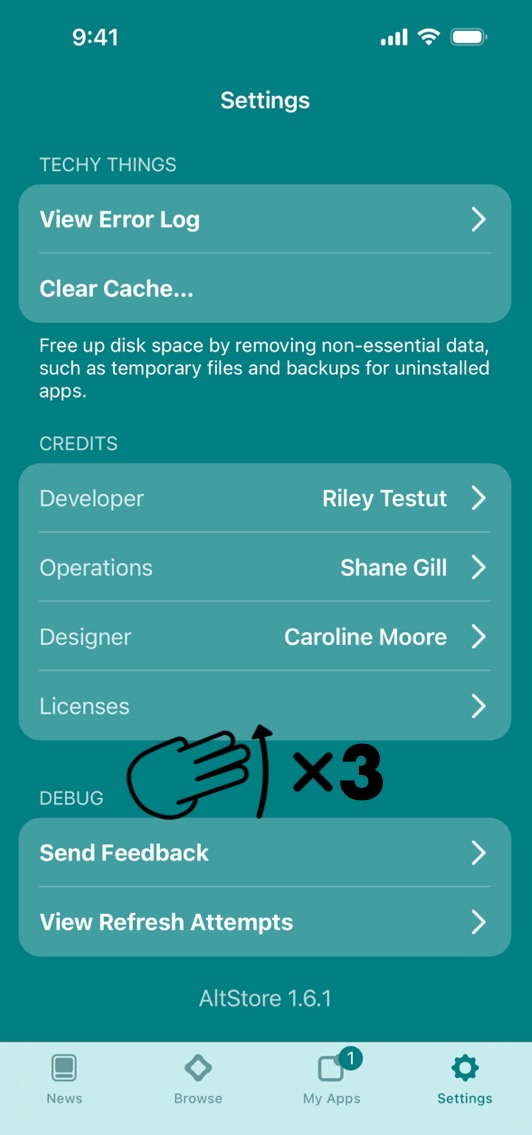 9:41
Settings
TECHY THINGS
View Error Log
Clear Cache...
Free up disk space by removing non-essential data,
such as temporary files and backups for uninstalled
apps.
CREDITS
Developer Riley Testut
Operations Shane Gill
Designer Caroline Moore
Licenses
×3
DEBUG
Send Feedback
View Refresh Attempts
AltStore 1.6.1
1
News Browse My Apps Settings